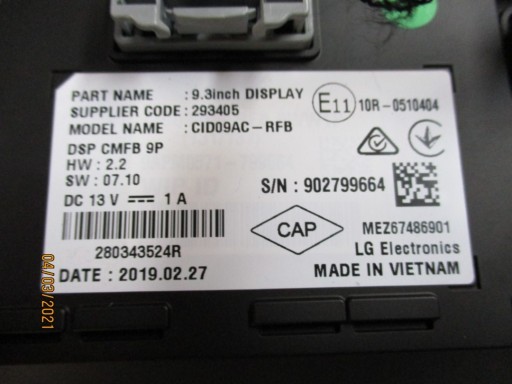 PART NAME : 9.3inch DISPLAY
SUPPLIER CODE : 293405
MODEL NAME : CID09AC-RFB
E11 10R-0510404
DSP CMFB 9P
HW : 2.2
SW : 07.10
DC 13 V ⎓ 1 A
S/N : 902799664
280343524R
CAP
MEZ67486901
LG Electronics
DATE : 2019.02.27
MADE IN VIETNAM
04/03/2021